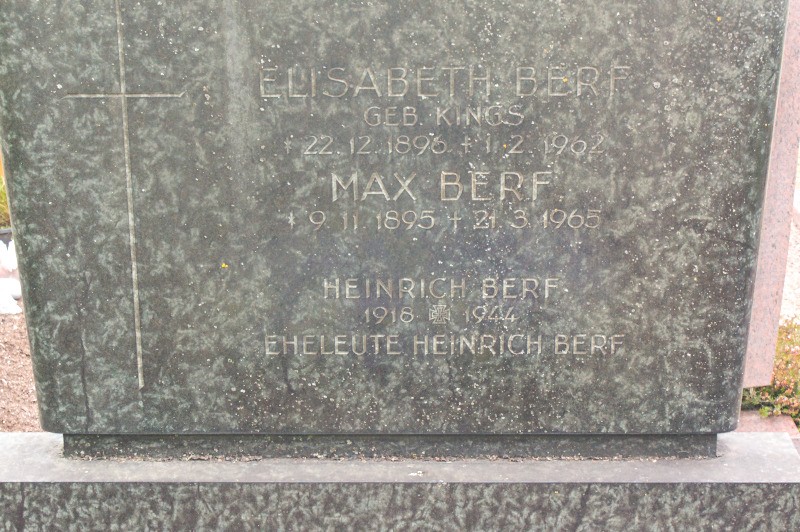 ELISABETH BERF
GEB. KINGS
* 22. 12. 1896 + 1. 2. 1962
MAX BERF
* 9. 11. 1895 + 21. 3. 1965
HEINRICH BERF
1918 ✠ 1944
EHELEUTE HEINRICH BERF